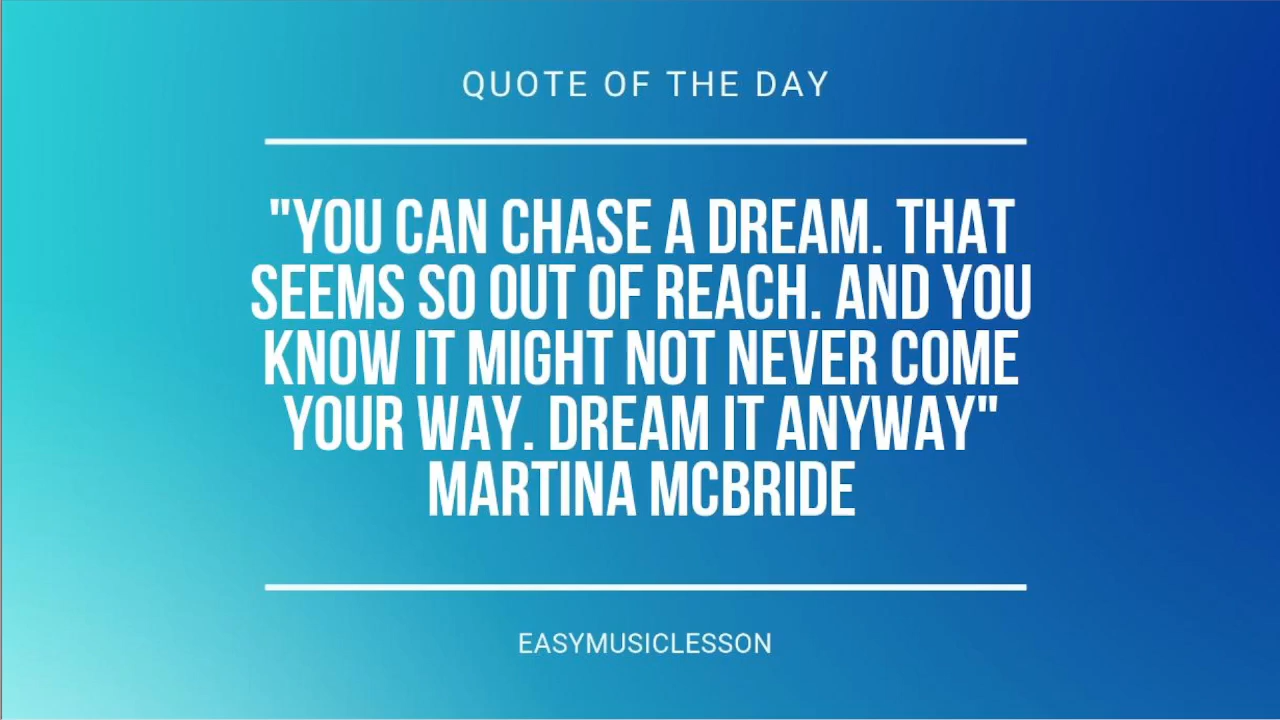 QUOTE OF THE DAY
"YOU CAN CHASE A DREAM. THAT
SEEMS SO OUT OF REACH. AND YOU
KNOW IT MIGHT NOT NEVER COME
YOUR WAY. DREAM IT ANYWAY"
MARTINA MCBRIDE
EASYMUSICLESSON